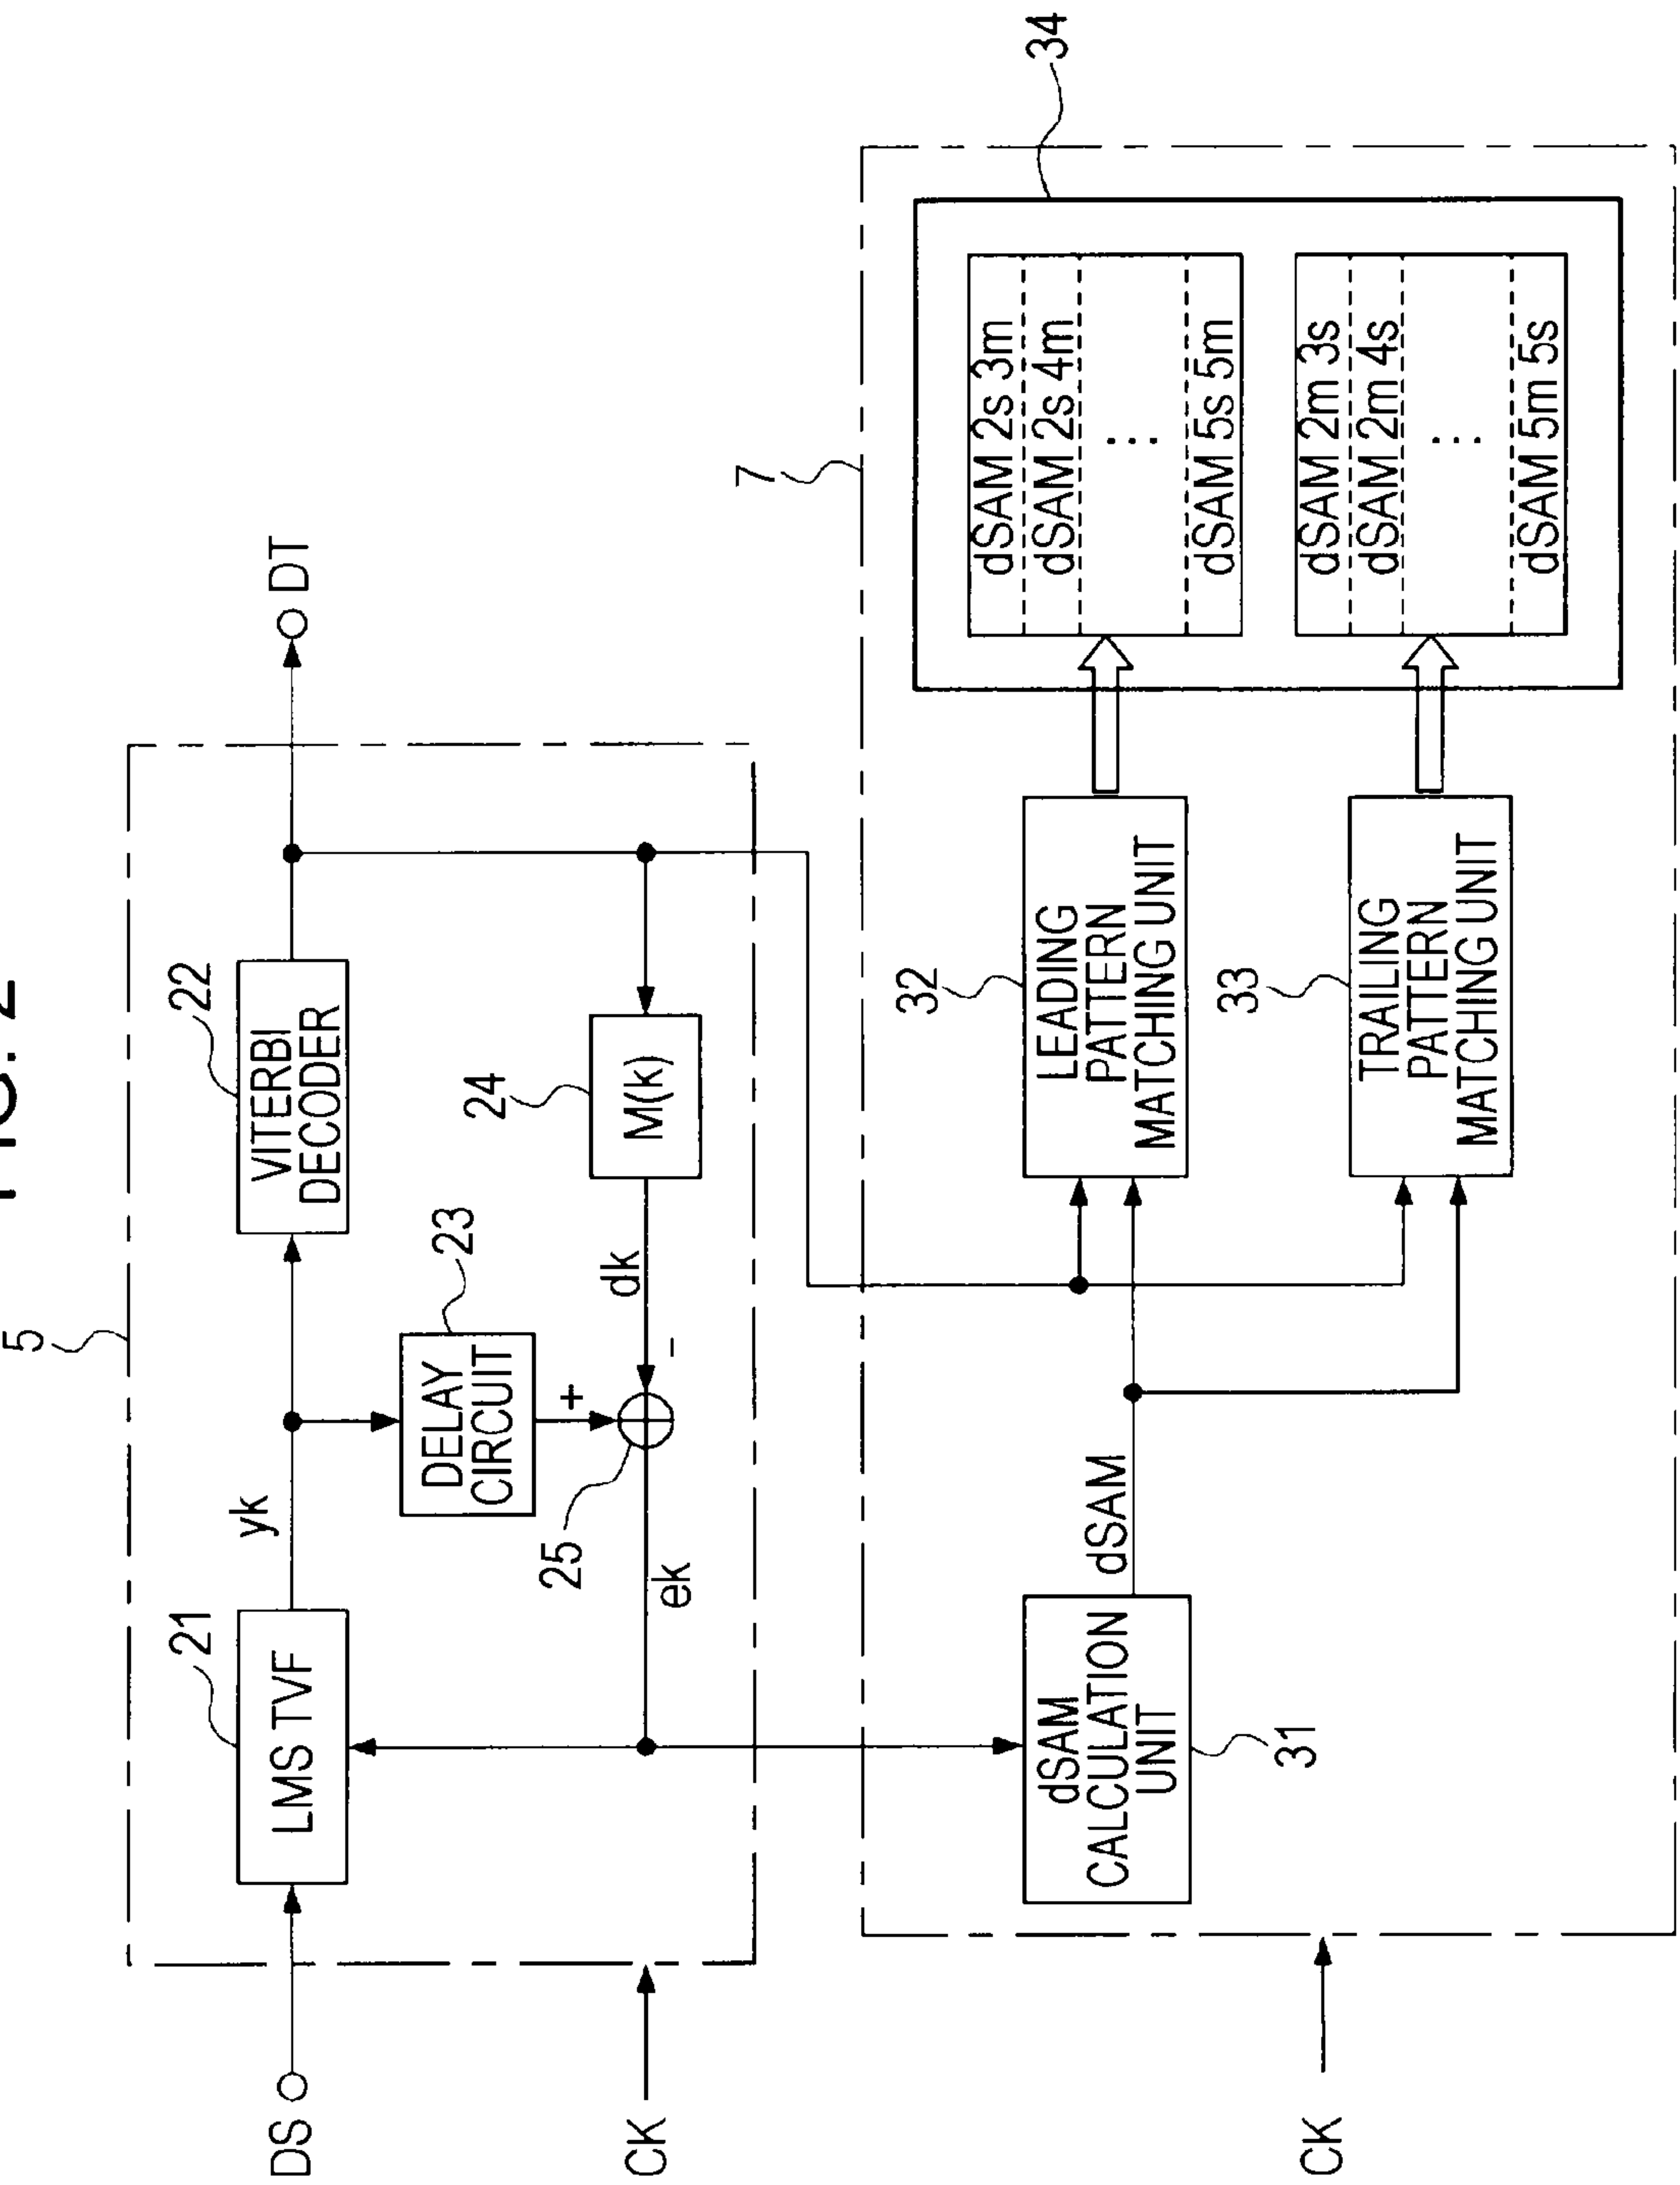 FIG. 2
5
21
LMS TVF
yk
22
VITERBI
DECODER
DS
DT
23
DELAY
CIRCUIT
+
-
25
ek
dk
24
M(k)
CK
7
31
dSAM
CALCULATION
UNIT
dSAM
32
LEADING
PATTERN
MATCHING UNIT
33
TRAILING
PATTERN
MATCHING UNIT
34
dSAM 2s 3m
dSAM 2s 4m
...
dSAM 5s 5m
dSAM 2m 3s
dSAM 2m 4s
...
dSAM 5m 5s
CK